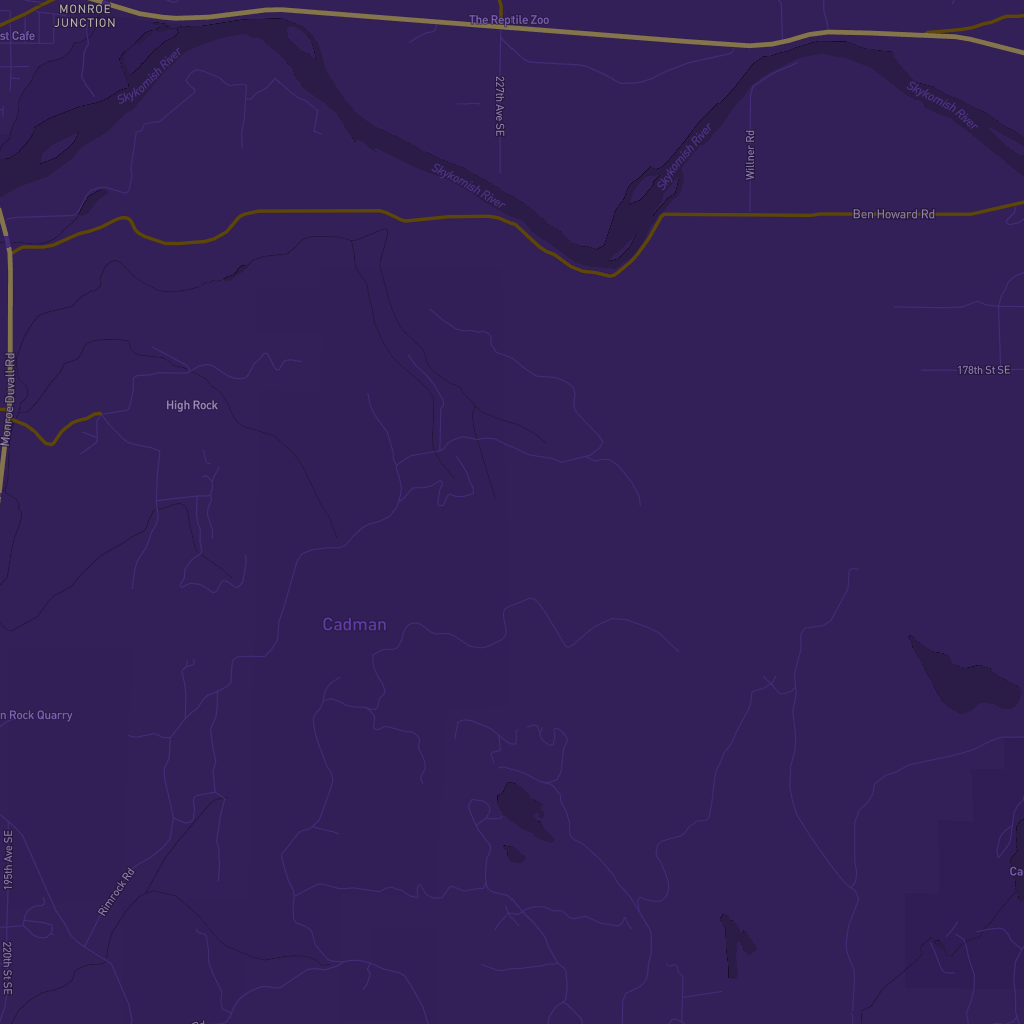 MONROE
JUNCTION
The Reptile Zoo
st Cafe
Skykomish River
Skykomish River
227th Ave SE
Skykomish River
Skykomish River
Willner Rd
Ben Howard Rd
178th St SE
Monroe Duvall Rd
High Rock
Cadman
n Rock Quarry
195th Ave SE
Rimrock Rd
Ca
220th St SE
Rd